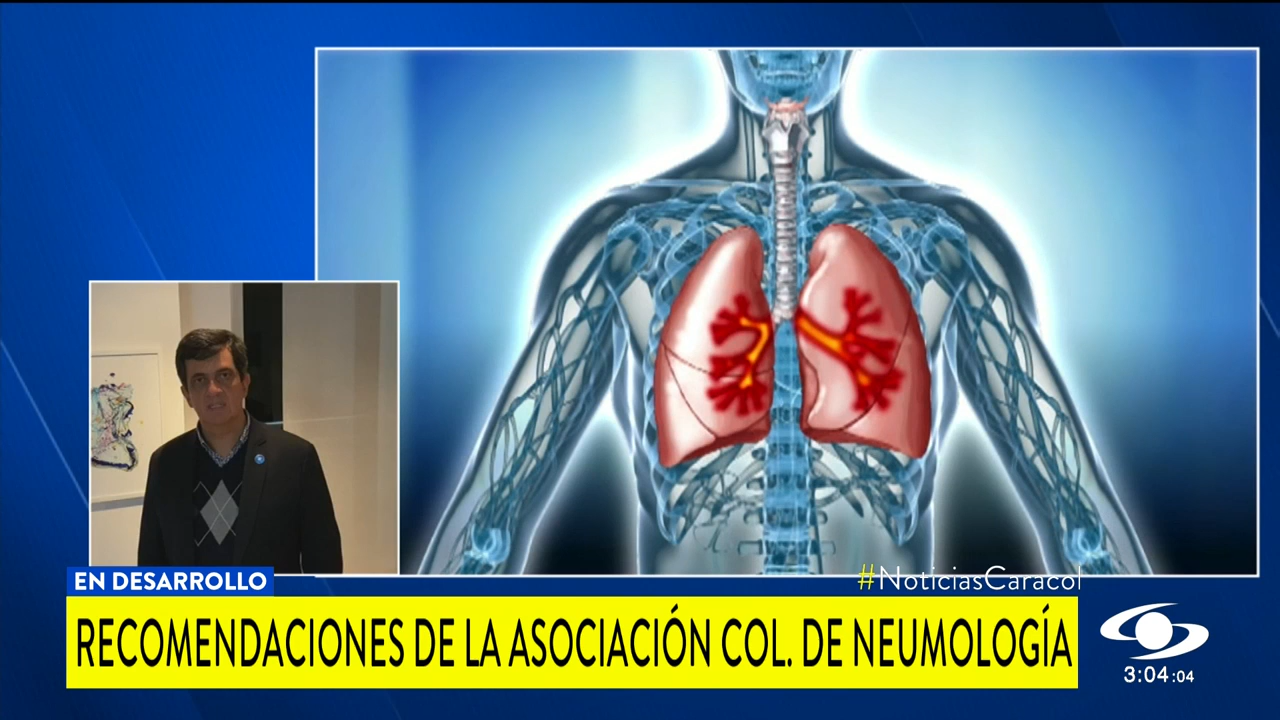 #NoticiasCaracol
EN DESARROLLO
RECOMENDACIONES DE LA ASOCIACIÓN COL. DE NEUMOLOGÍA
3:04:04